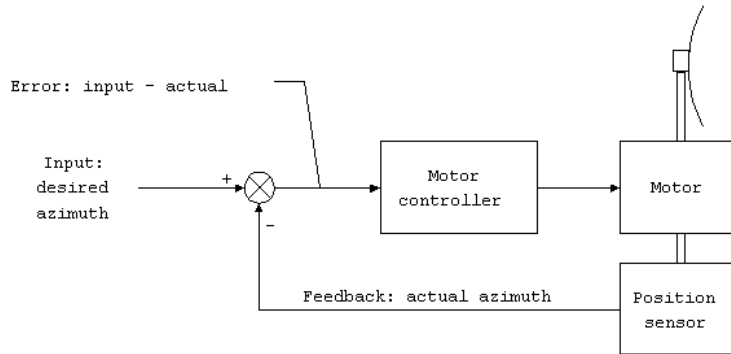 Error: input - actual
Input:
desired
azimuth
+
-
Motor
controller
Motor
Feedback: actual azimuth
Position
sensor